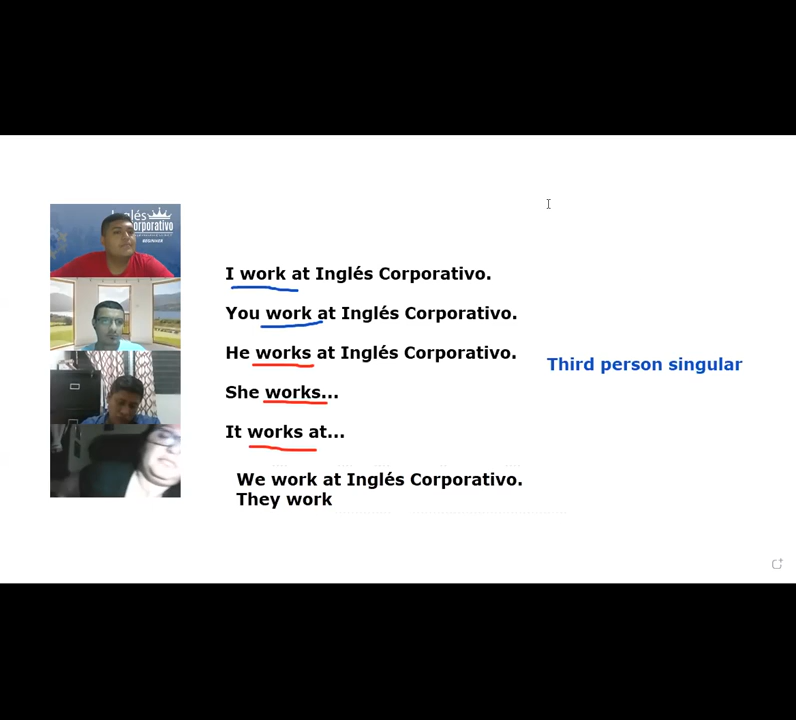 Inglés
Corporativo
BEGINNER
I work at Inglés Corporativo.
You work at Inglés Corporativo.
He works at Inglés Corporativo.
Third person singular
She works...
It works at...
We work at Inglés Corporativo.
They work